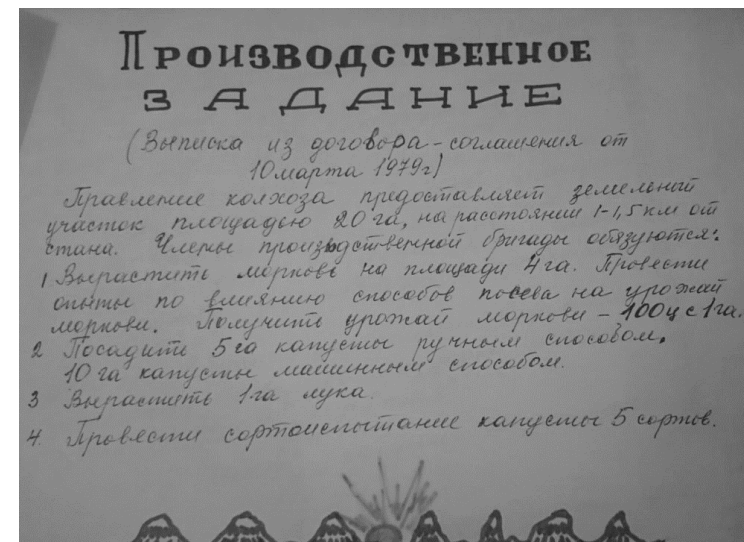 ПРОИЗВОДСТВЕННОЕ
ЗАДАНИЕ
(Выписка из договора-соглашения от
10 марта 1979г)
Правление колхоза предоставляет земельный
участок площадью 20 га, на расстоянии 1-1,5 км от
стана. Члены производственной бригады обязуются:
1 Вырастить морковь на площади 4 га. Провести
опыты по влиянию способов посева на урожай
моркови. Получить урожай моркови - 100 ц с 1 га.
2 Посадить 5 га капусты ручным способом,
10 га капусты машинным способом.
3 Вырастить 1 га лука.
4. Провести сортоиспытание капусты 5 сортов.